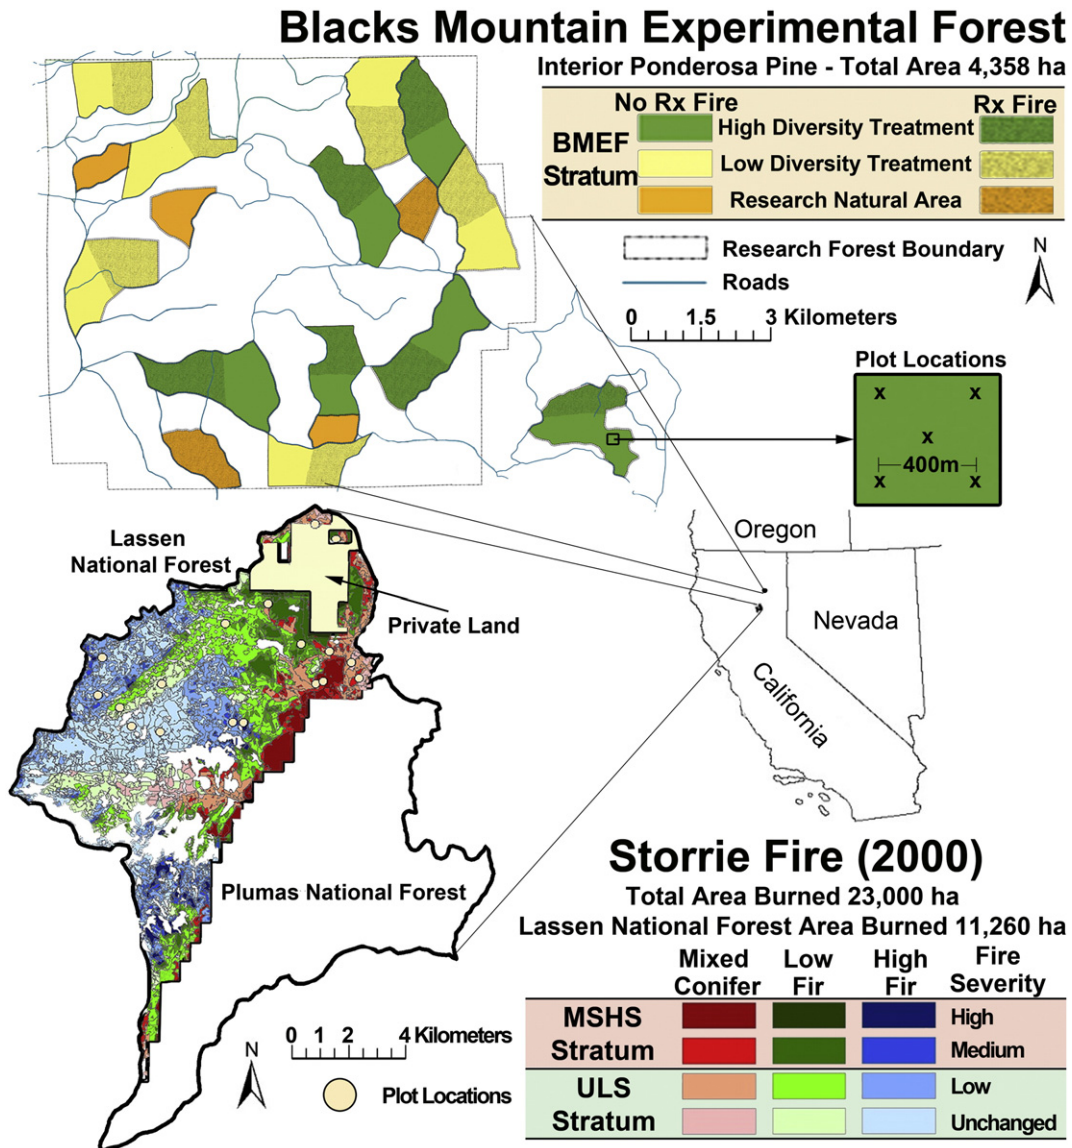 Blacks Mountain Experimental Forest
Interior Ponderosa Pine - Total Area 4,358 ha
No Rx Fire Rx Fire
BMEF Stratum
High Diversity Treatment
Low Diversity Treatment
Research Natural Area
Research Forest Boundary
Roads
N
0 1.5 3 Kilometers
Plot Locations
x x
x
400m
x x
Lassen
National Forest
Private Land
Oregon
Nevada
California
Plumas National Forest
0 1 2 4 Kilometers
N
Plot Locations
Storrie Fire (2000)
Total Area Burned 23,000 ha
Lassen National Forest Area Burned 11,260 ha
Mixed Conifer Low Fir High Fir Fire Severity
MSHS Stratum
High
Medium
ULS Stratum
Low
Unchanged